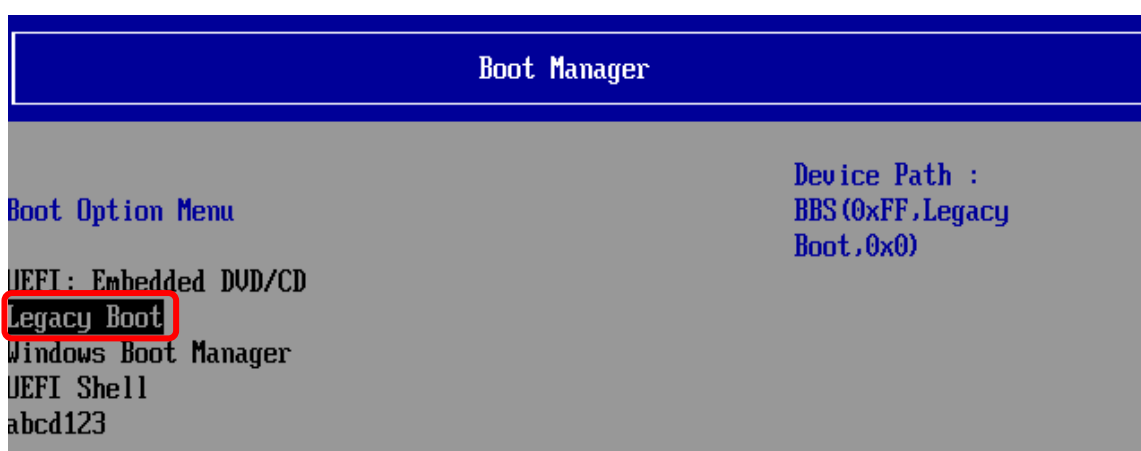 Boot Manager
Boot Option Menu
UEFI: Embedded DVD/CD
Legacy Boot
Windows Boot Manager
UEFI Shell
abcd123
Device Path :
BBS(0xFF,Legacy
Boot,0x0)